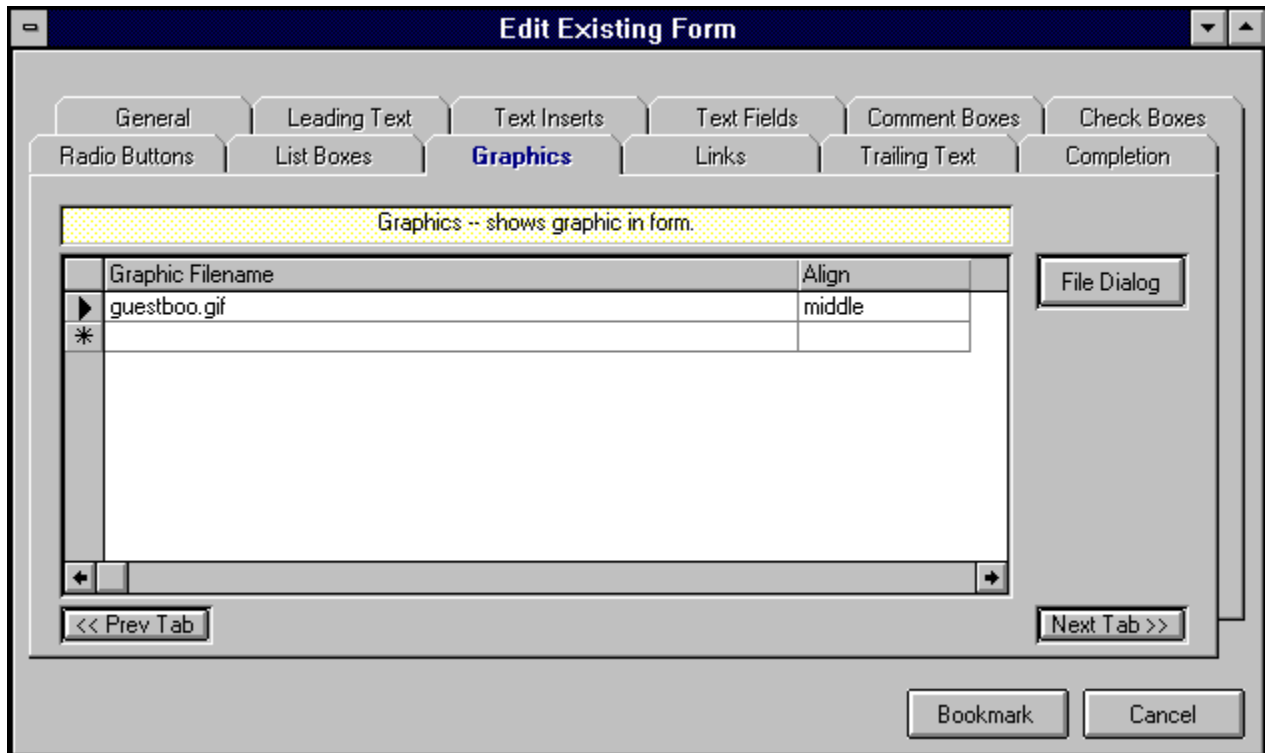 Edit Existing Form
General Leading Text Text Inserts Text Fields Comment Boxes Check Boxes
Radio Buttons List Boxes Graphics Links Trailing Text Completion
Graphics -- shows graphic in form.
Graphic Filename Align
File Dialog
guestboo.gif middle
<< Prev Tab Next Tab >>
Bookmark Cancel